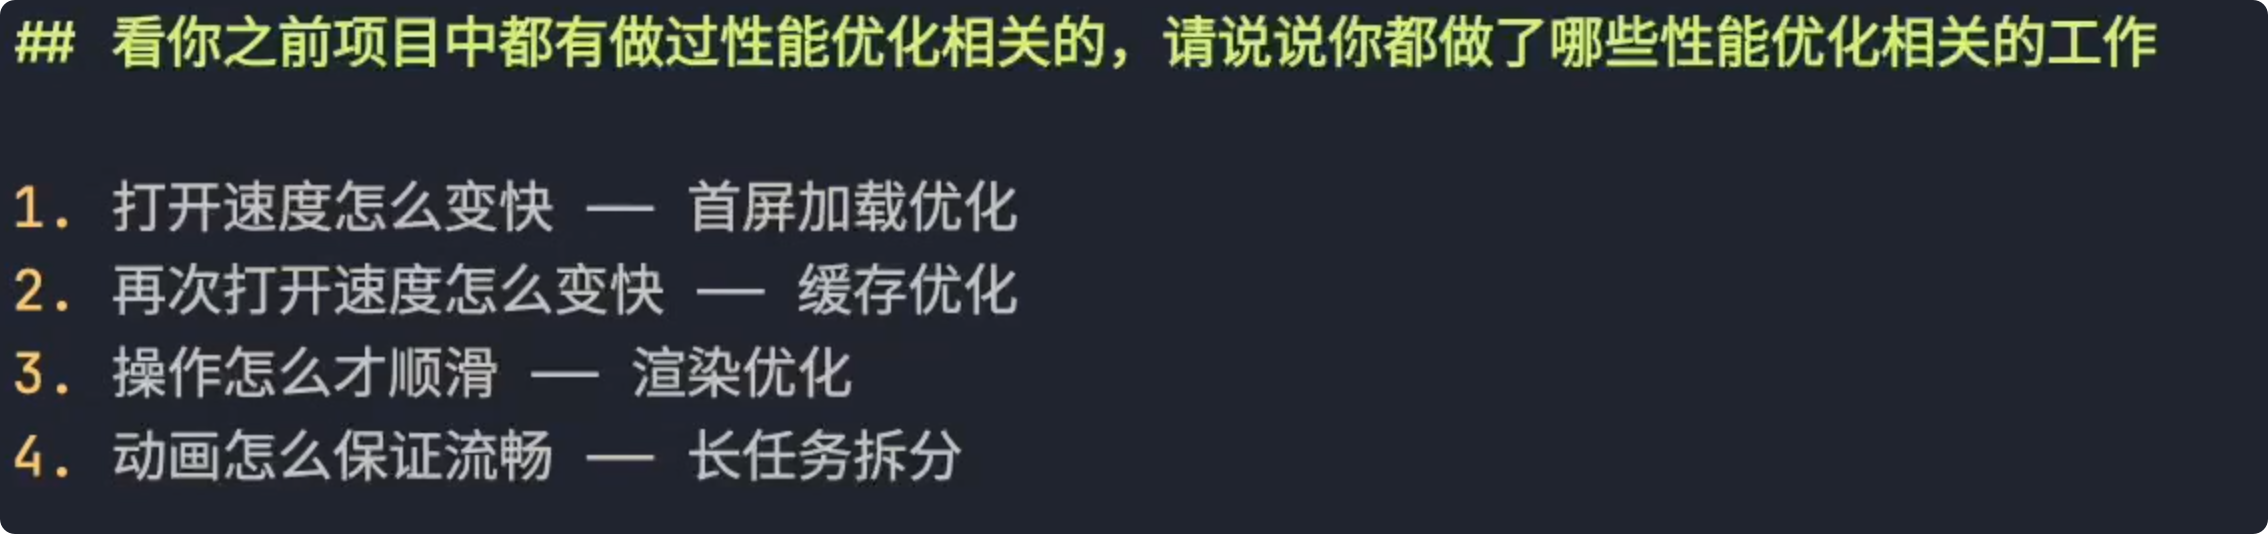 ## 看你之前项目中都有做过性能优化相关的，请说说你都做了哪些性能优化相关的工作
1. 打开速度怎么变快 —— 首屏加载优化
2. 再次打开速度怎么变快 —— 缓存优化
3. 操作怎么才顺滑 —— 渲染优化
4. 动画怎么保证流畅 —— 长任务拆分